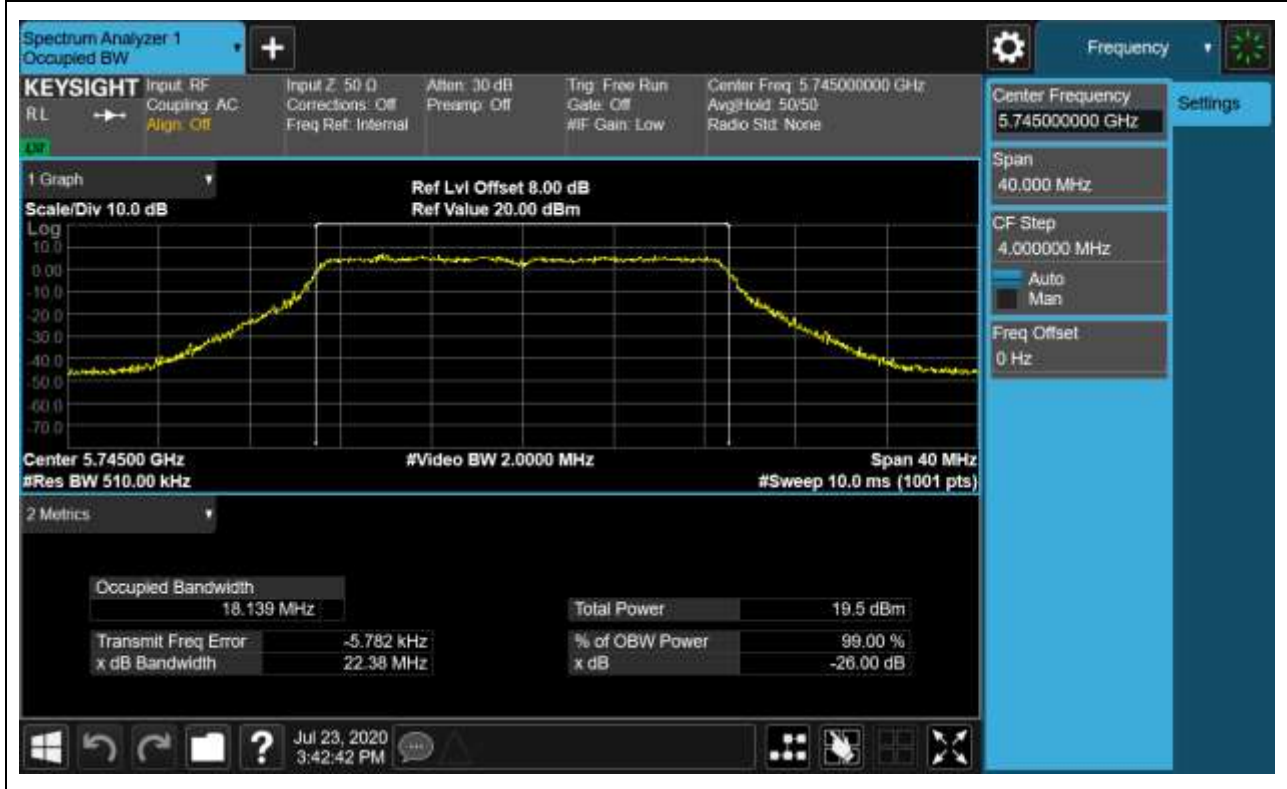 Spectrum Analyzer 1
Occupied BW
+
Frequency
KEYSIGHT
RL
Input: RF
Coupling: AC
Align: Off
Input Z: 50 Ω
Corrections: Off
Freq Ref: Internal
Atten: 30 dB
Preamp: Off
Trig: Free Run
Gate: Off
#IF Gain: Low
Center Freq: 5.745000000 GHz
Avg|Hold: 50/50
Radio Std: None
Center Frequency
5.745000000 GHz
Settings
Span
40.000 MHz
CF Step
4.000000 MHz
Auto
Man
Freq Offset
0 Hz
1 Graph
Scale/Div 10.0 dB
Ref Lvl Offset 8.00 dB
Ref Value 20.00 dBm
Log
10.0
0.00
-10.0
-20.0
-30.0
-40.0
-50.0
-60.0
-70.0
Center 5.74500 GHz
#Video BW 2.0000 MHz
Span 40 MHz
#Res BW 510.00 kHz
#Sweep 10.0 ms (1001 pts)
2 Metrics
Occupied Bandwidth
18.139 MHz
Total Power 19.5 dBm
Transmit Freq Error -5.782 kHz
% of OBW Power 99.00 %
x dB Bandwidth 22.38 MHz
x dB -26.00 dB
?
Jul 23, 2020
3:42:42 PM